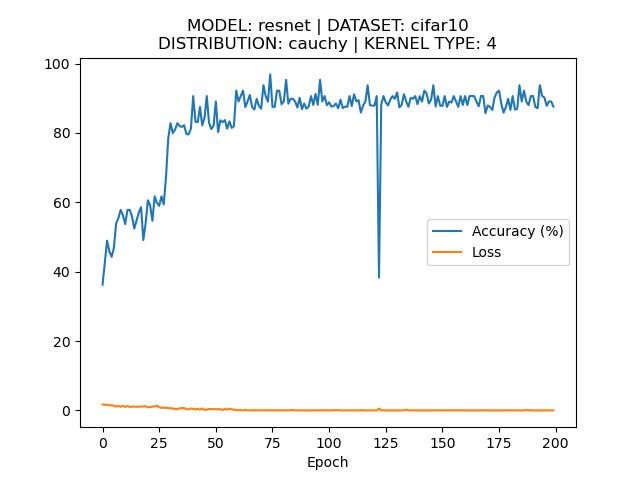 MODEL: resnet | DATASET: cifar10
DISTRIBUTION: cauchy | KERNEL TYPE: 4
100
80
60
40
20
0
Accuracy (%)
Loss
0 25 50 75 100 125 150 175 200
Epoch